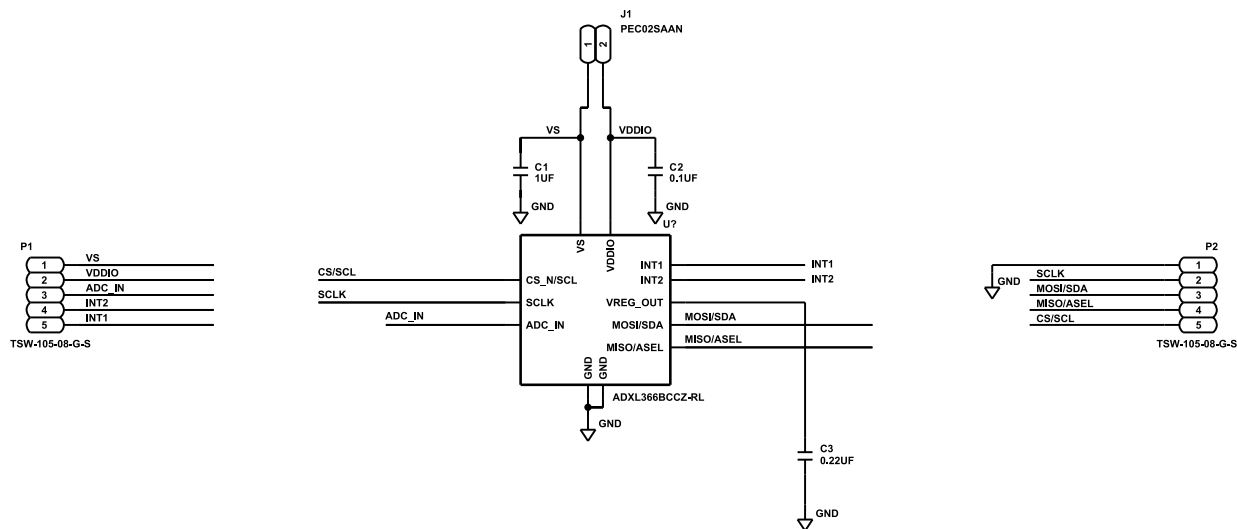 J1
PEC02SAAN
1
2
VS
VDDIO
C1
1UF
C2
0.1UF
GND
GND
U?
P1
1
VS
2
VDDIO
3
ADC_IN
4
INT2
5
INT1
TSW-105-08-G-S
CS/SCL
SCLK
ADC_IN
VS
VDDIO
CS_N/SCL
SCLK
ADC_IN
INT1
INT2
VREG_OUT
MOSI/SDA
MISO/ASEL
GND
GND
ADXL366BCCZ-RL
GND
INT1
INT2
MOSI/SDA
MISO/ASEL
C3
0.22UF
GND
P2
GND
1
SCLK
2
MOSI/SDA
3
MISO/ASEL
4
CS/SCL
5
TSW-105-08-G-S